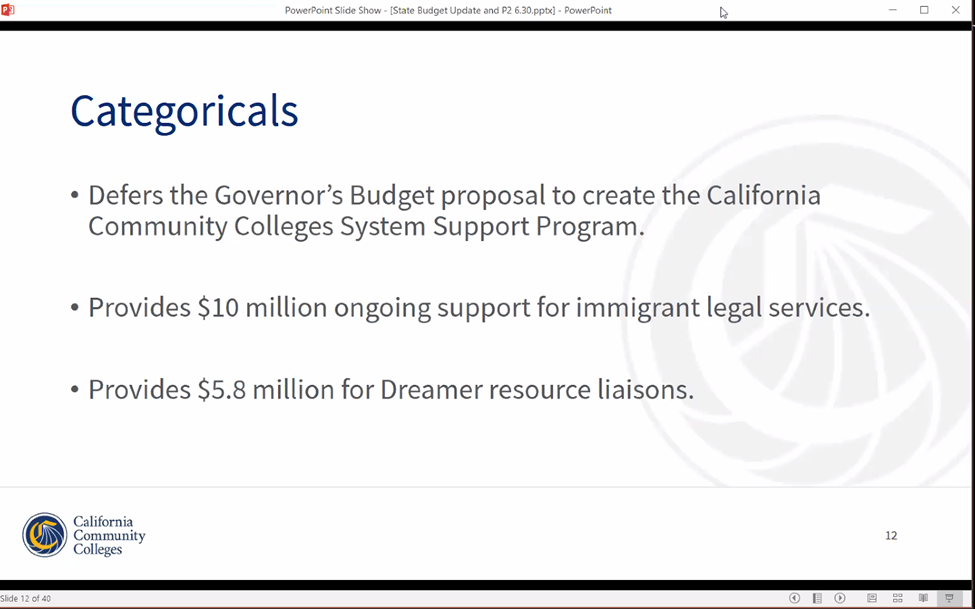 PowerPoint Slide Show - [State Budget Update and P2 6.30.pptx] - PowerPoint
Categoricals
• Defers the Governor’s Budget proposal to create the California
Community Colleges System Support Program.
• Provides $10 million ongoing support for immigrant legal services.
• Provides $5.8 million for Dreamer resource liaisons.
California
Community
Colleges
12
Slide 12 of 40